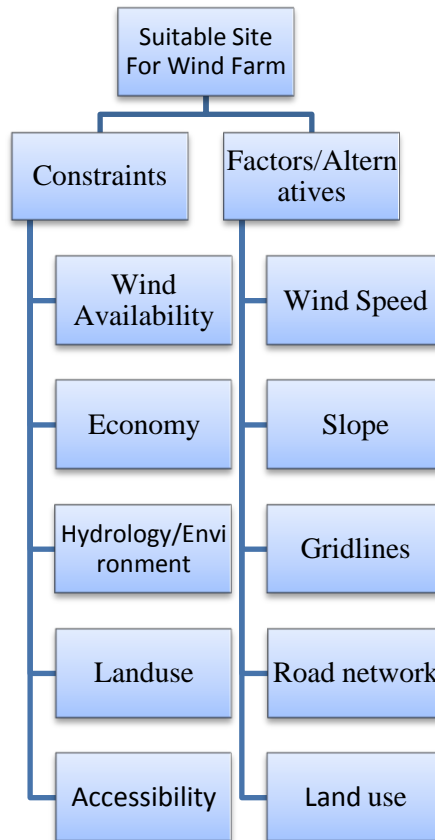 Suitable Site
For Wind Farm
Constraints
Factors/Altern
atives
Wind
Availability
Wind Speed
Economy
Slope
Hydrology/Envi
ronment
Gridlines
Landuse
Road network
Accessibility
Land use